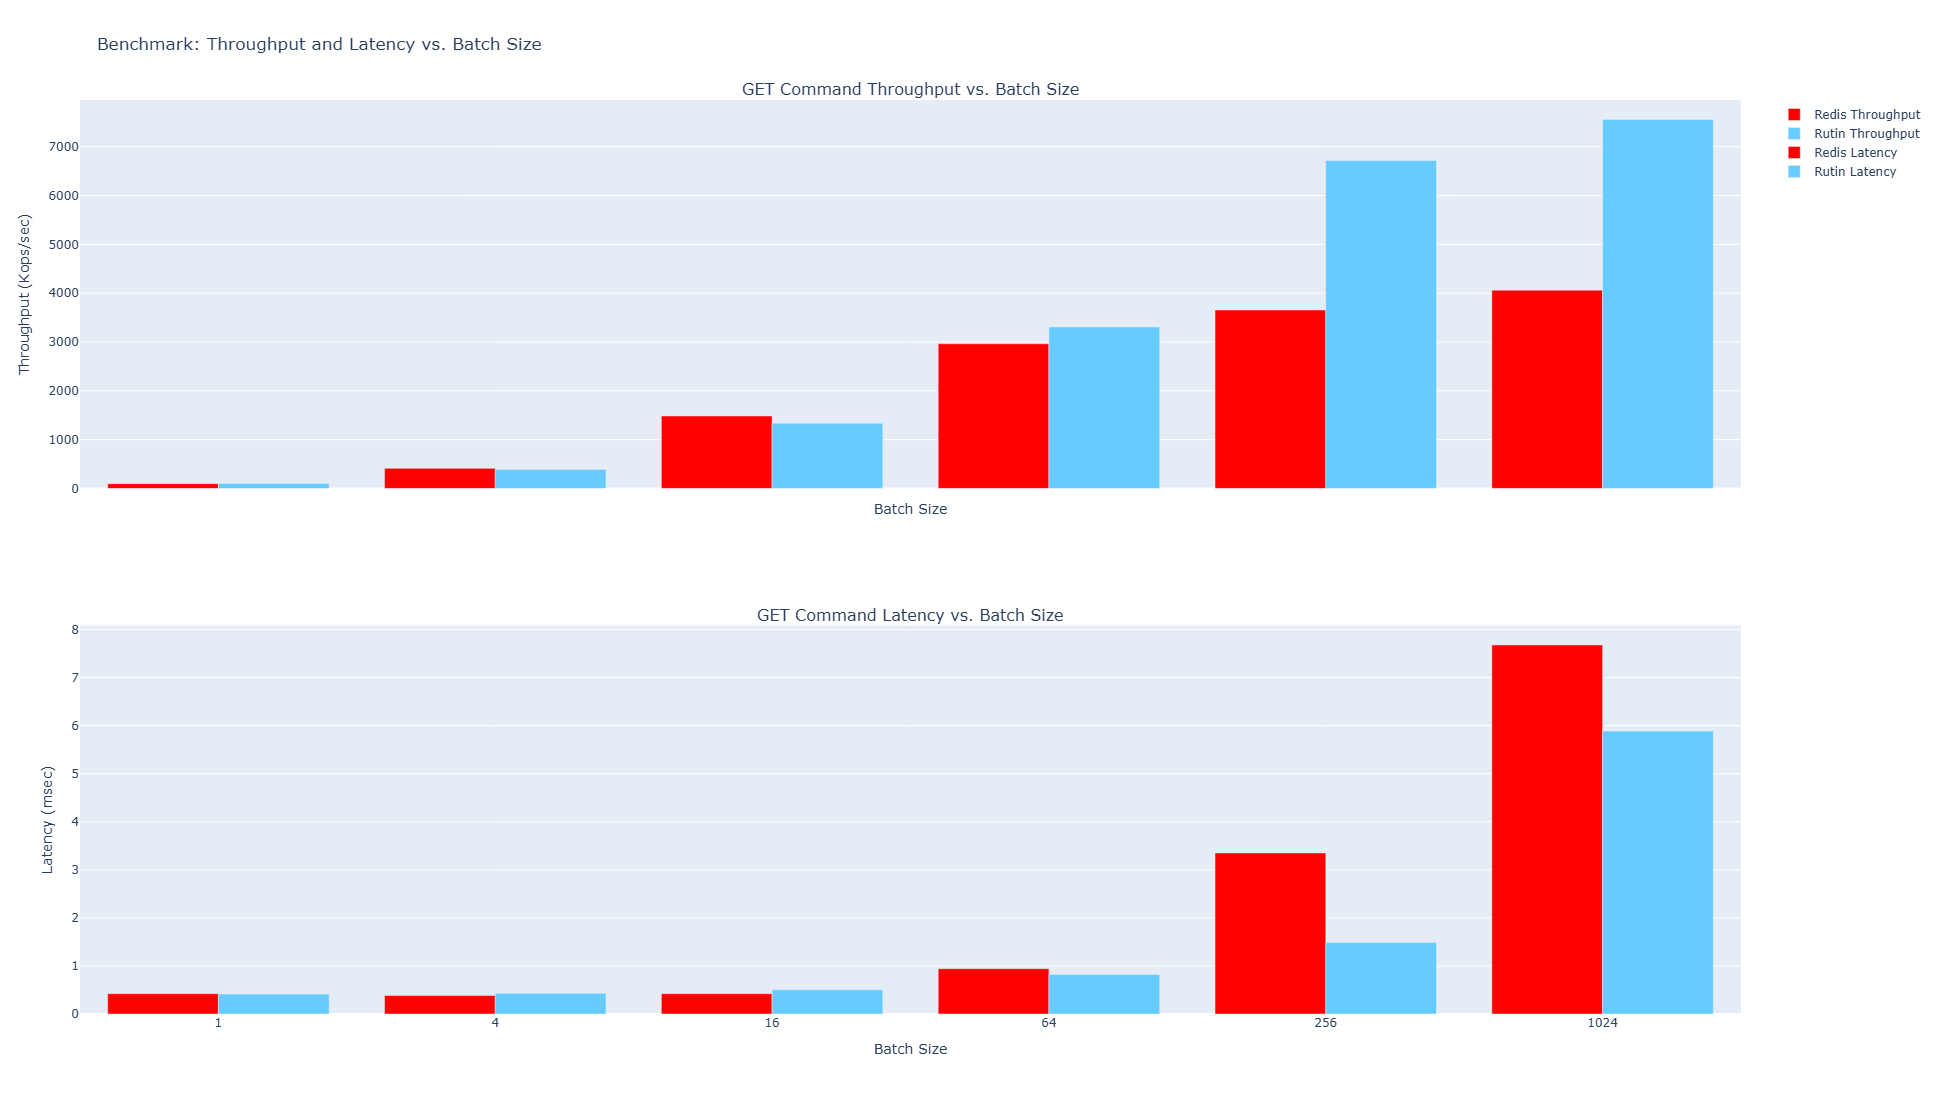 Benchmark: Throughput and Latency vs. Batch Size
GET Command Throughput vs. Batch Size
Redis Throughput
Rutin Throughput
Redis Latency
Rutin Latency
Throughput (Kops/sec)
7000
6000
5000
4000
3000
2000
1000
0
Batch Size
GET Command Latency vs. Batch Size
Latency (msec)
8
7
6
5
4
3
2
1
0
1 4 16 64 256 1024
Batch Size